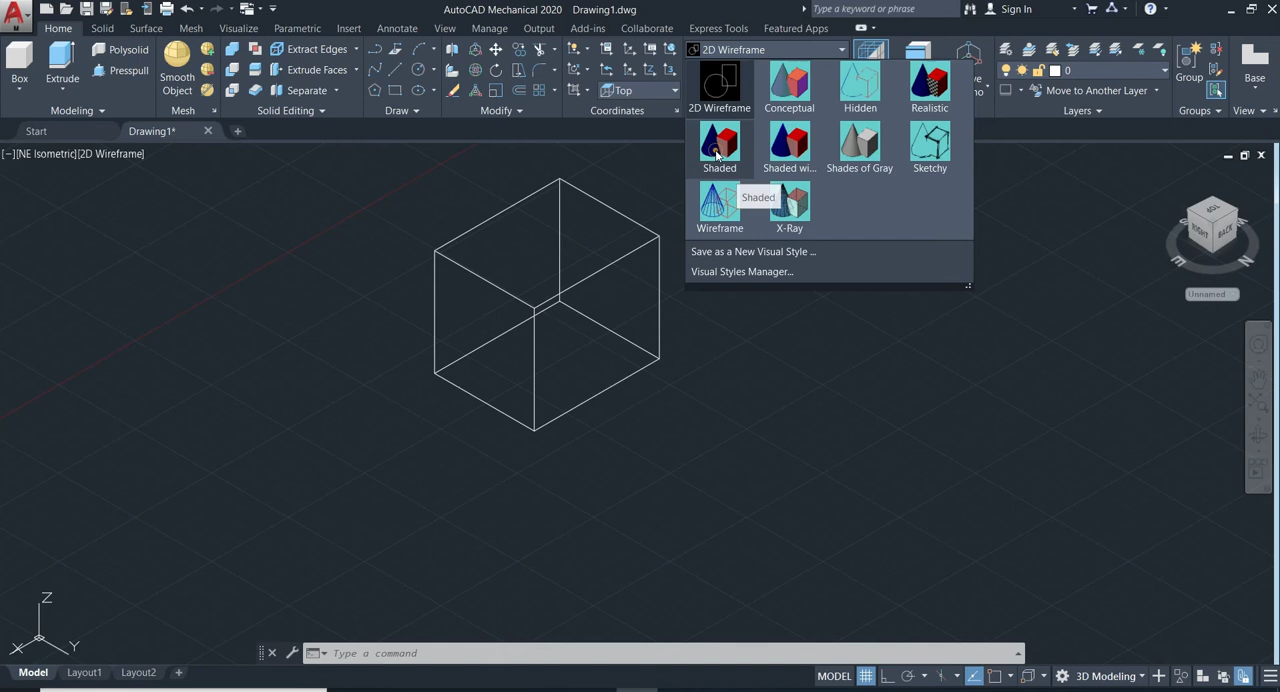 AutoCAD Mechanical 2020 Drawing1.dwg
Type a keyword or phrase
Sign In
Home Solid Surface Mesh Visualize Parametric Insert Annotate View Manage Output Add-ins Collaborate Express Tools Featured Apps
Box
Extrude
Polysolid
Presspull
Modeling
Smooth
Object
Mesh
Extract Edges
Extrude Faces
Separate
Solid Editing
Draw
Modify
Top
Coordinates
2D Wireframe
2D Wireframe
Conceptual
Hidden
Realistic
Shaded
Shaded wi...
Shades of Gray
Sketchy
Shaded
Wireframe
X-Ray
Save as a New Visual Style ...
Visual Styles Manager...
0
Move to Another Layer
Layers
Group
Groups
Base
View
Start
Drawing1*
[−][NE Isometric][2D Wireframe]
TOP
RIGHT
BACK
E
N
Unnamed
Z
X
Y
Type a command
Model Layout1 Layout2
MODEL
3D Modeling